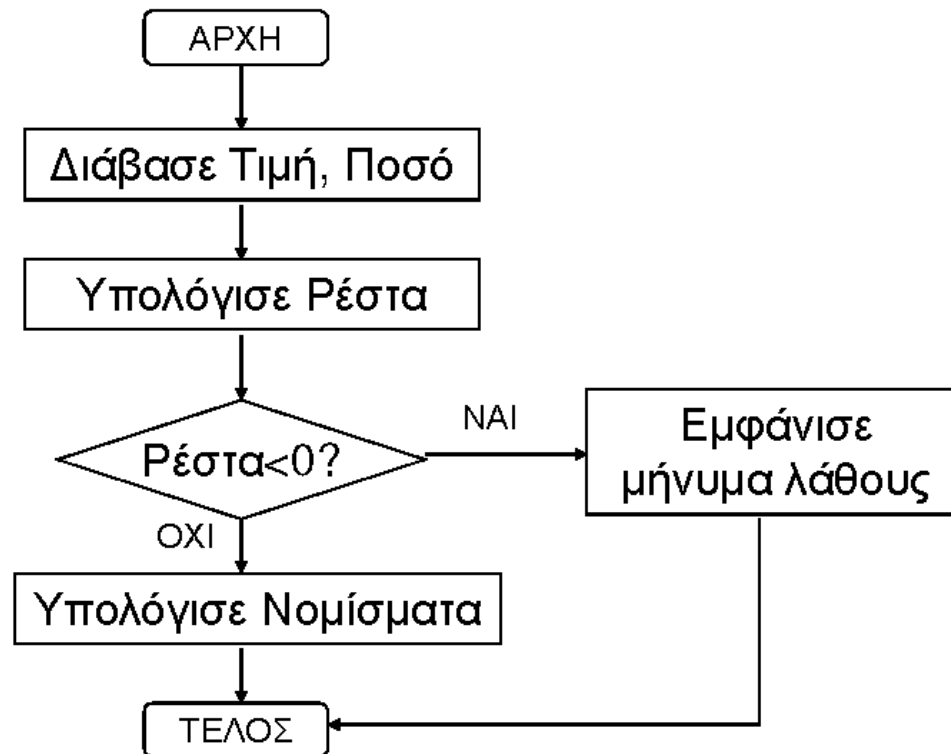 ΑΡΧΗ
Διάβασε Τιμή, Ποσό
Υπολόγισε Ρέστα
Ρέστα<0?
ΝΑΙ
Εμφάνισε
μήνυμα λάθους
ΟΧΙ
Υπολόγισε Νομίσματα
ΤΕΛΟΣ